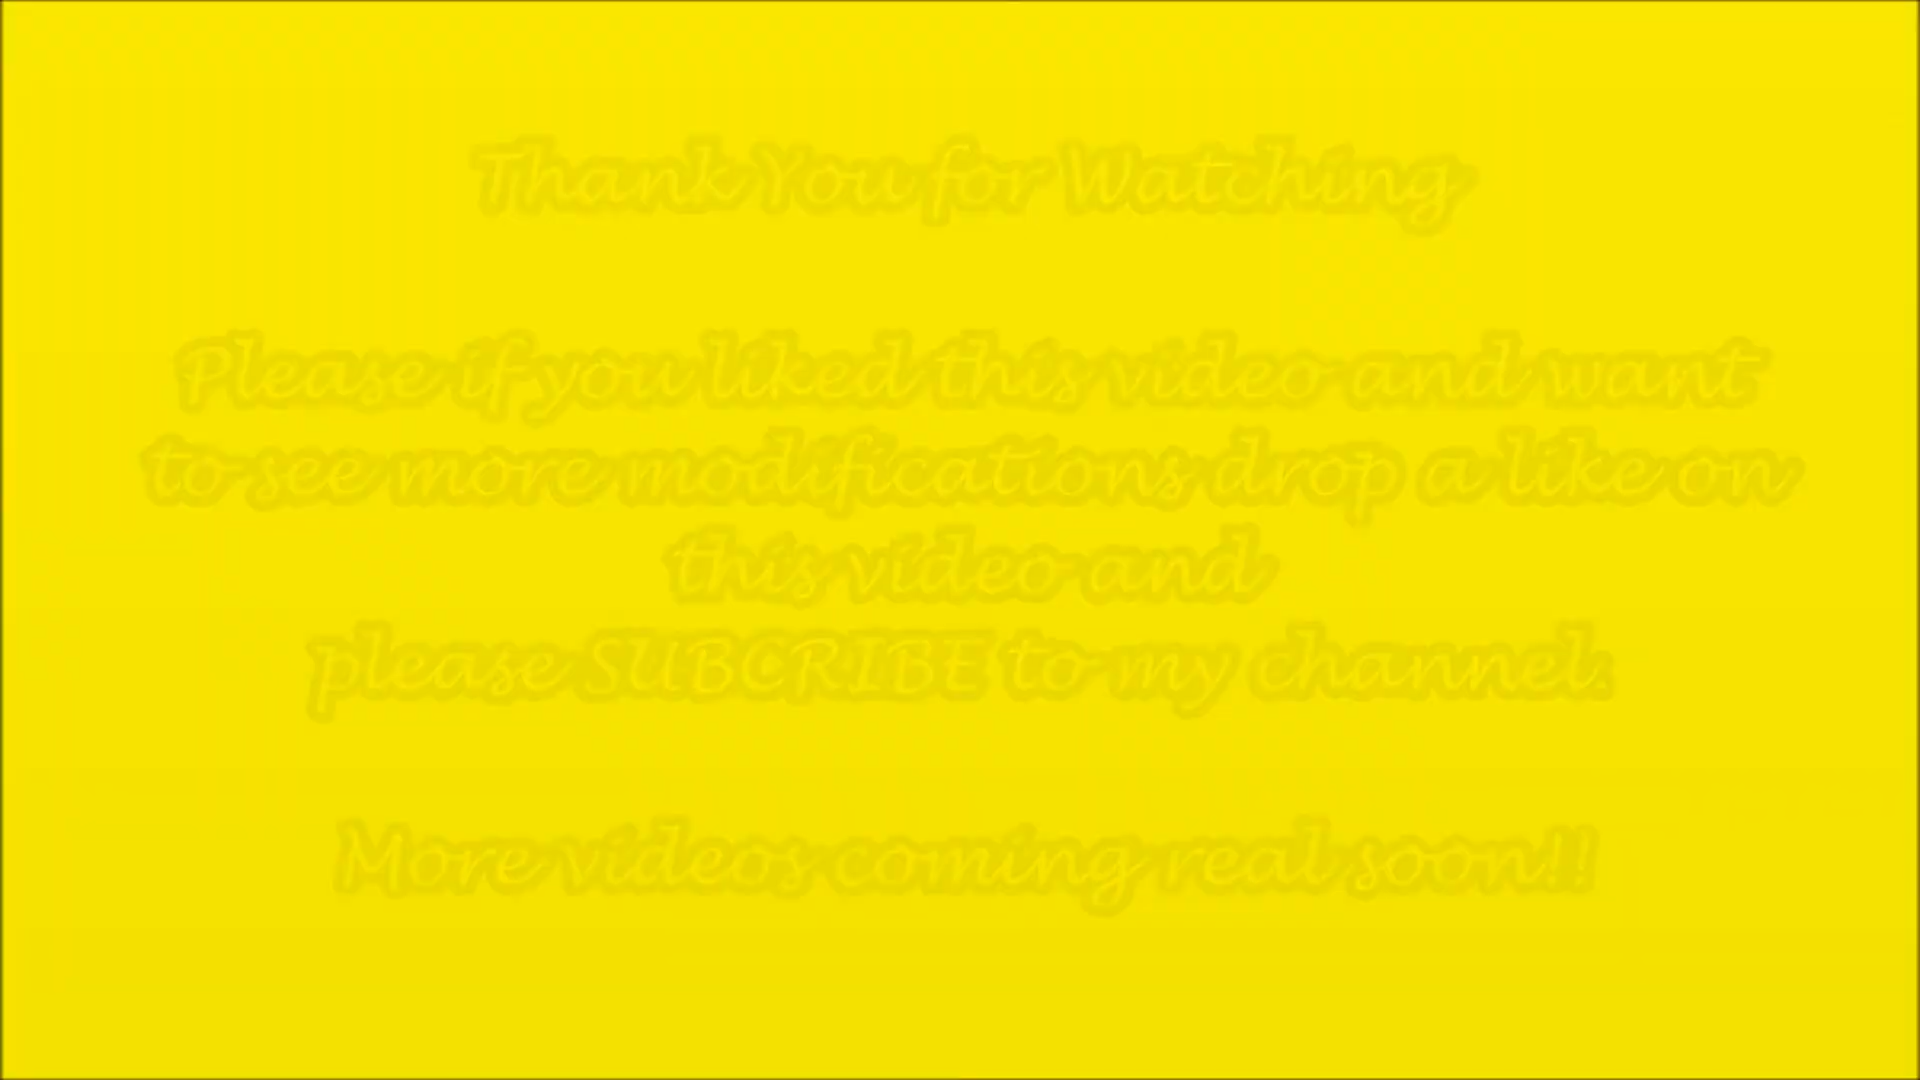 Thank You for Watching
Please if you liked this video and want
to see more modifications drop a like on
this video and
please SUBCRIBE to my channel.
More videos coming real soon!!